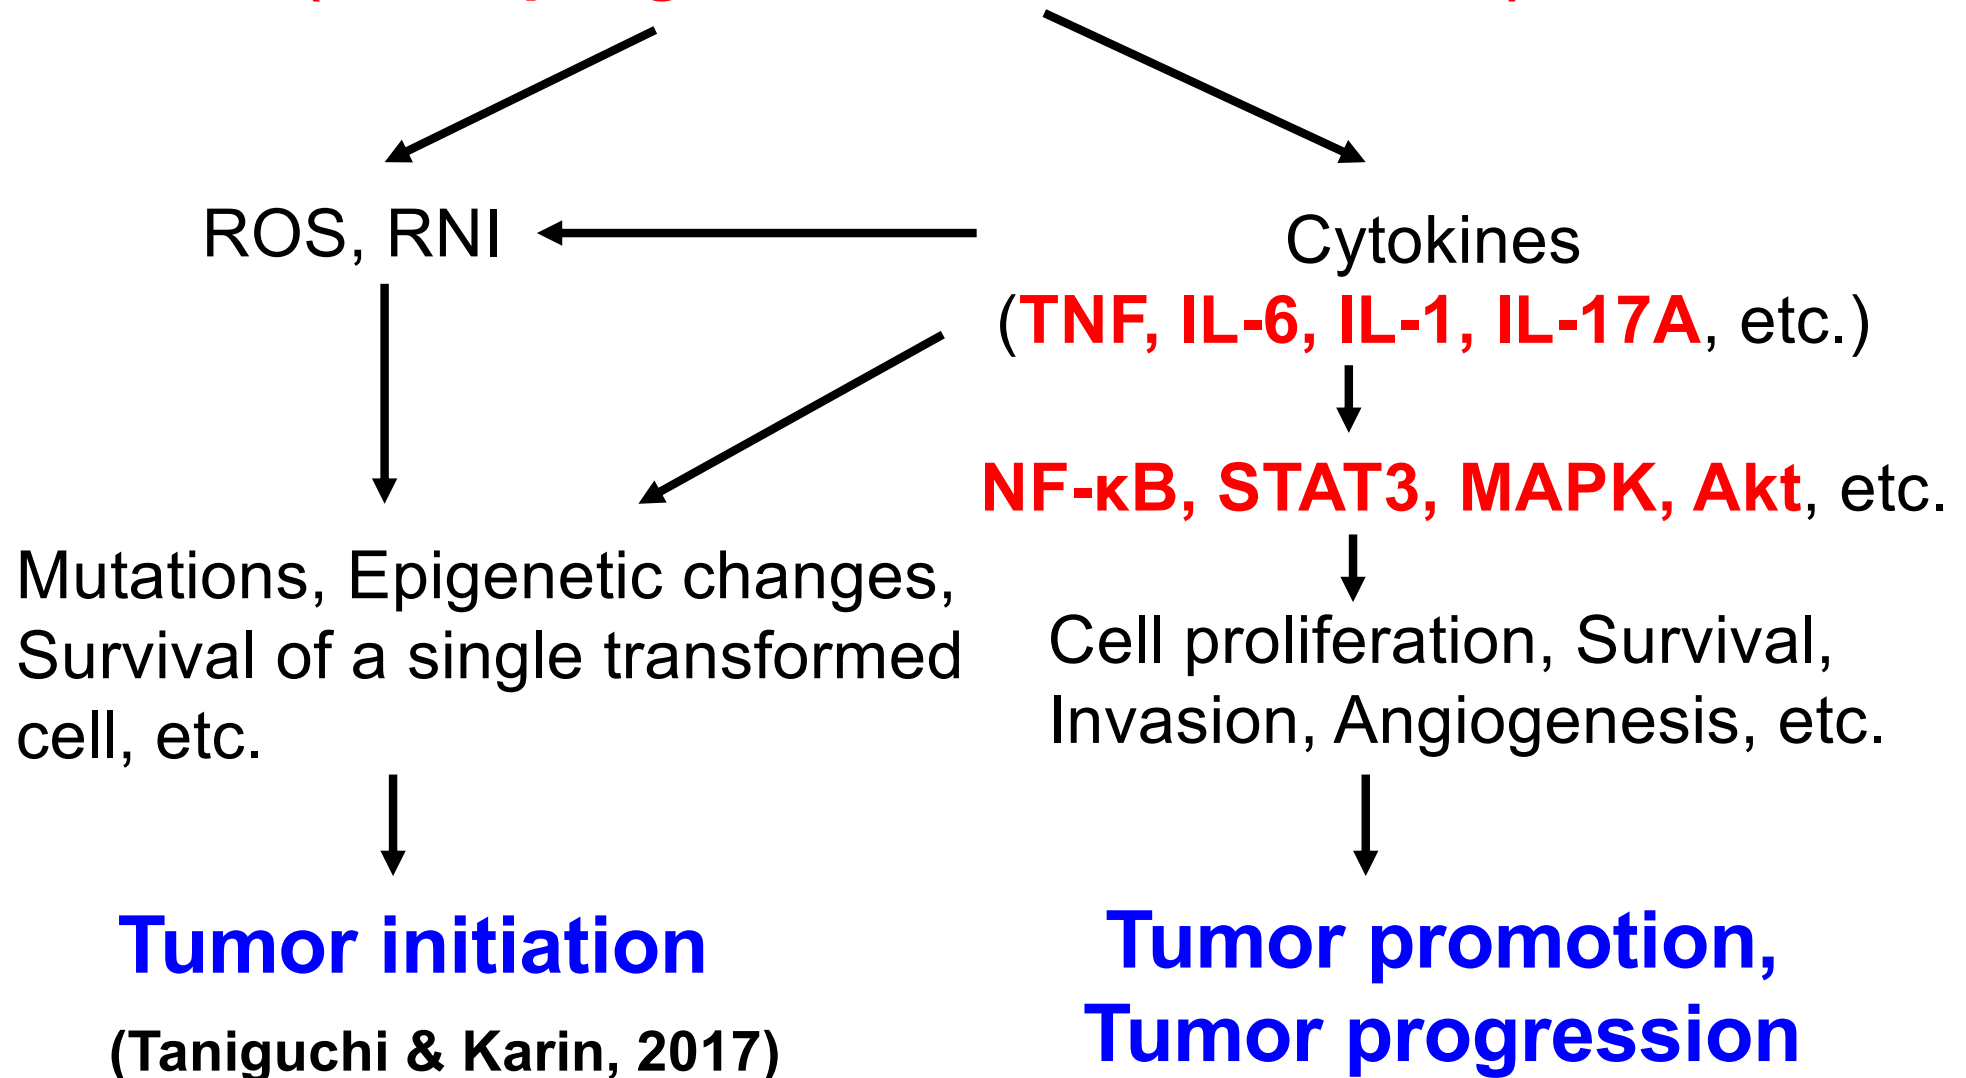 ROS, RNI
Cytokines
(TNF, IL-6, IL-1, IL-17A, etc.)
NF-κB, STAT3, MAPK, Akt, etc.
Mutations, Epigenetic changes,
Survival of a single transformed
cell, etc.
Cell proliferation, Survival,
Invasion, Angiogenesis, etc.
Tumor initiation
(Taniguchi & Karin, 2017)
Tumor promotion,
Tumor progression